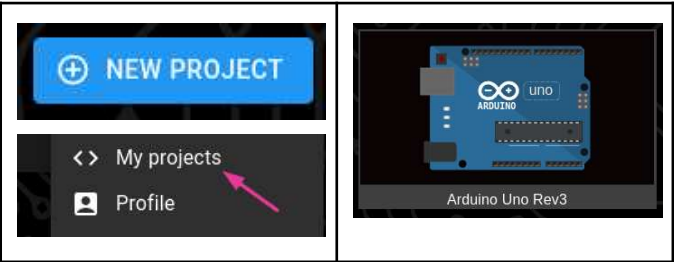 NEW PROJECT
My projects
Profile
uno
ARDUINO
Arduino Uno Rev3